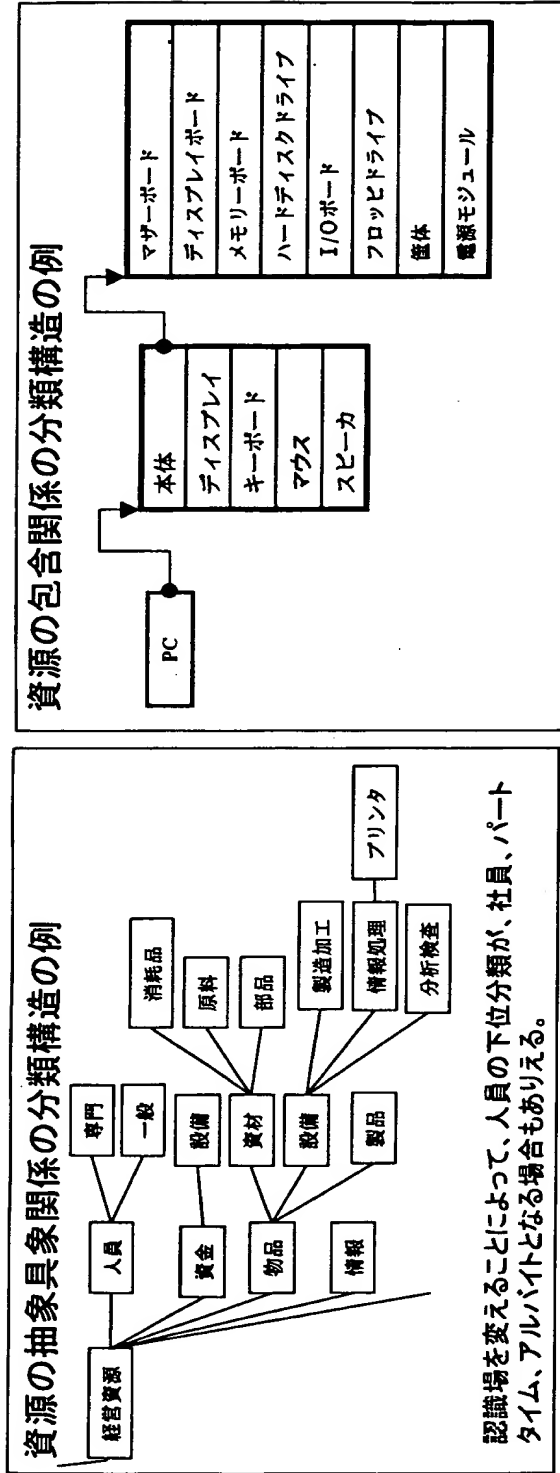 資源の抽象具象関係の分類構造の例
経営資源
人員
専門
一般
資金
設備
物品
資材
消耗品
原料
部品
設備
製造加工
情報処理
プリンタ
分析検査
製品
情報
認識場を変えることによって、人員の下位分類が、社員、パート
タイム、アルバイトとなる場合もありえる。
資源の包含関係の分類構造の例
PC
本体
ディスプレイ
キーボード
マウス
スピーカ
マザーボード
ディスプレイボード
メモリーボード
ハードディスクドライブ
I/Oボード
フロッピドライブ
筐体
電源モジュール